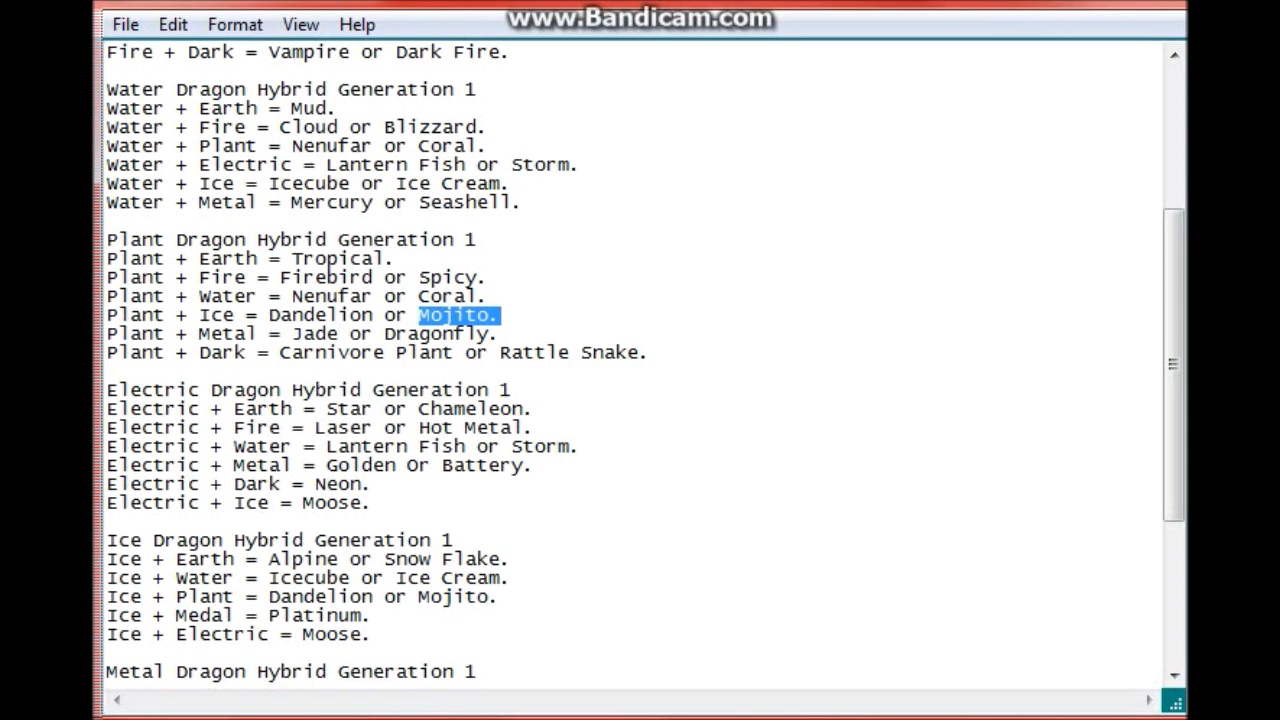 www.Bandicam.com
File Edit Format View Help
Fire + Dark = Vampire or Dark Fire.
Water Dragon Hybrid Generation 1
Water + Earth = Mud.
Water + Fire = Cloud or Blizzard.
Water + Plant = Nenufar or Coral.
Water + Electric = Lantern Fish or Storm.
Water + Ice = Icecube or Ice Cream.
Water + Metal = Mercury or Seashell.
Plant Dragon Hybrid Generation 1
Plant + Earth = Tropical.
Plant + Fire = Firebird or Spicy.
Plant + Water = Nenufar or Coral.
Plant + Ice = Dandelion or Mojito.
Plant + Metal = Jade or Dragonfly.
Plant + Dark = Carnivore Plant or Rattle Snake.
Electric Dragon Hybrid Generation 1
Electric + Earth = Star or Chameleon.
Electric + Fire = Laser or Hot Metal.
Electric + Water = Lantern Fish or Storm.
Electric + Metal = Golden Or Battery.
Electric + Dark = Neon.
Electric + Ice = Moose.
Ice Dragon Hybrid Generation 1
Ice + Earth = Alpine or Snow Flake.
Ice + Water = Icecube or Ice Cream.
Ice + Plant = Dandelion or Mojito.
Ice + Medal = Platinum.
Ice + Electric = Moose.
Metal Dragon Hybrid Generation 1